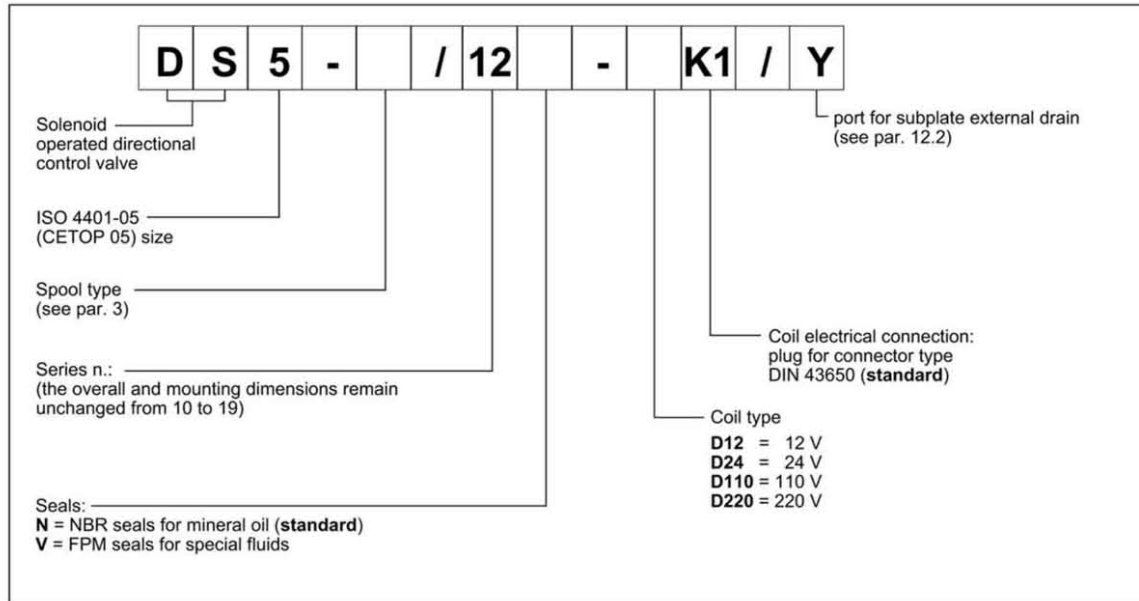 D S 5 - / 12 - K1 / Y
Solenoid
operated directional
control valve
port for subplate external drain
(see par. 12.2)
ISO 4401-05
(CETOP 05) size
Spool type
(see par. 3)
Series n.:
(the overall and mounting dimensions remain
unchanged from 10 to 19)
Coil electrical connection:
plug for connector type
DIN 43650 (standard)
Coil type
D12 = 12 V
D24 = 24 V
D110 = 110 V
D220 = 220 V
Seals:
N = NBR seals for mineral oil (standard)
V = FPM seals for special fluids